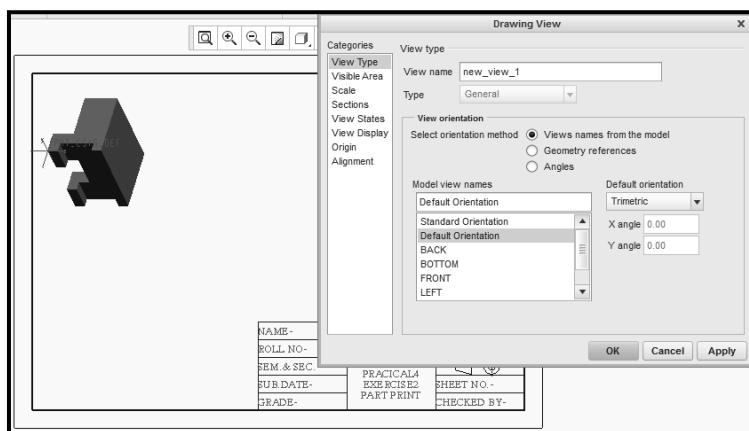 Drawing View
x
Categories
View Type
Visible Area
Scale
Sections
View States
View Display
Origin
Alignment
View type
View name new_view_1
Type General
View orientation
Select orientation method Views names from the model
Geometry references
Angles
Model view names
Default Orientation
Standard Orientation
Default Orientation
BACK
BOTTOM
FRONT
LEFT
Default orientation
Trimetric
X angle 0.00
Y angle 0.00
OK Cancel Apply
NAME-
ROLL NO-
SEM.& SEC.
SUB.DATE-
GRADE-
PRACICAL4
EXERCISE2
PART PRINT
SHEET NO.-
CHECKED BY-